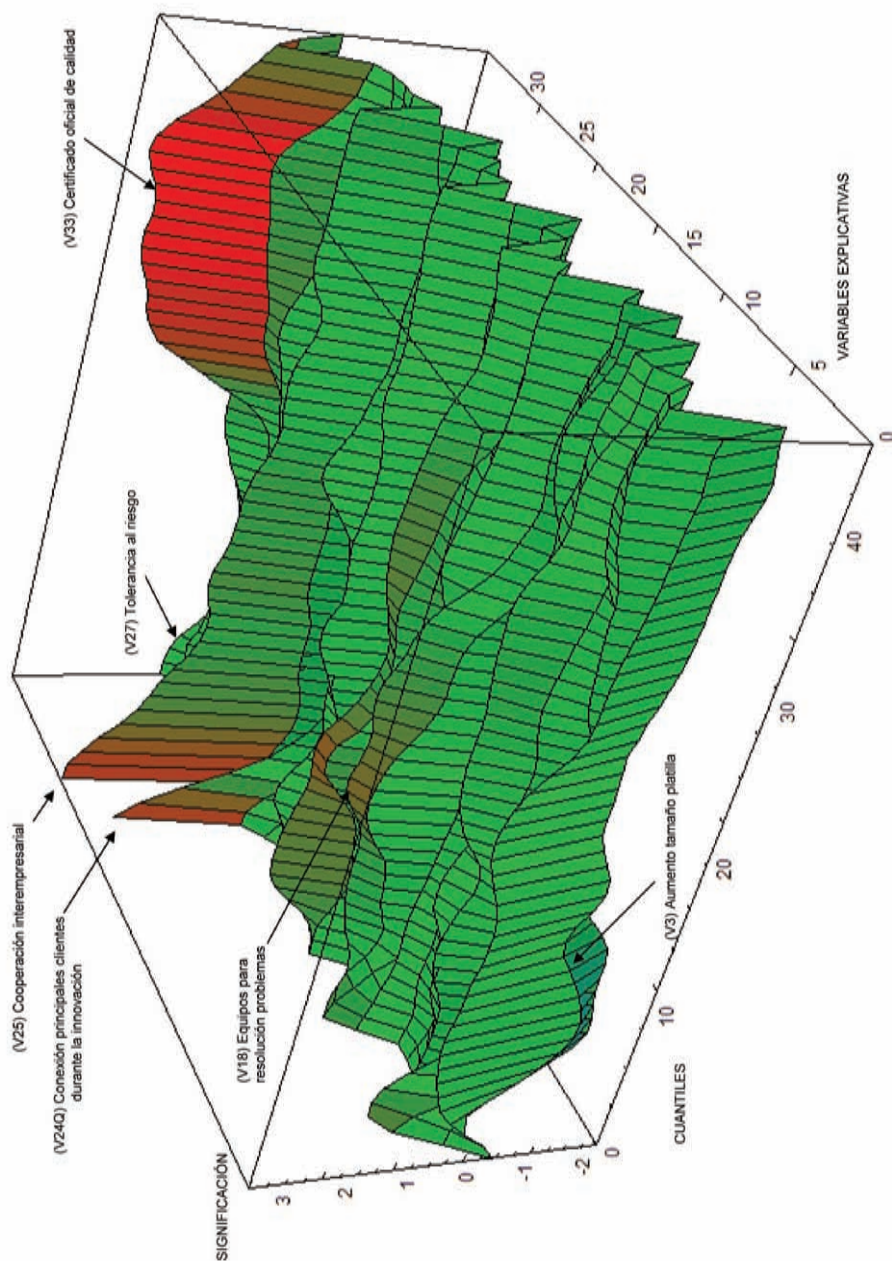 (V33) Certificado oficial de calidad
(V27) Tolerancia al riesgo
(V25) Cooperación interempresarial
(V24Q) Conexión principales clientes
durante la innovación
(V18) Equipos para
resolución problemas
(V3) Aumento tamaño platilla
SIGNIFICACIÓN
3
2
1
0
-1
-2
CUANTILES
0
10
20
30
40
VARIABLES EXPLICATIVAS
0
5
10
15
20
25
30